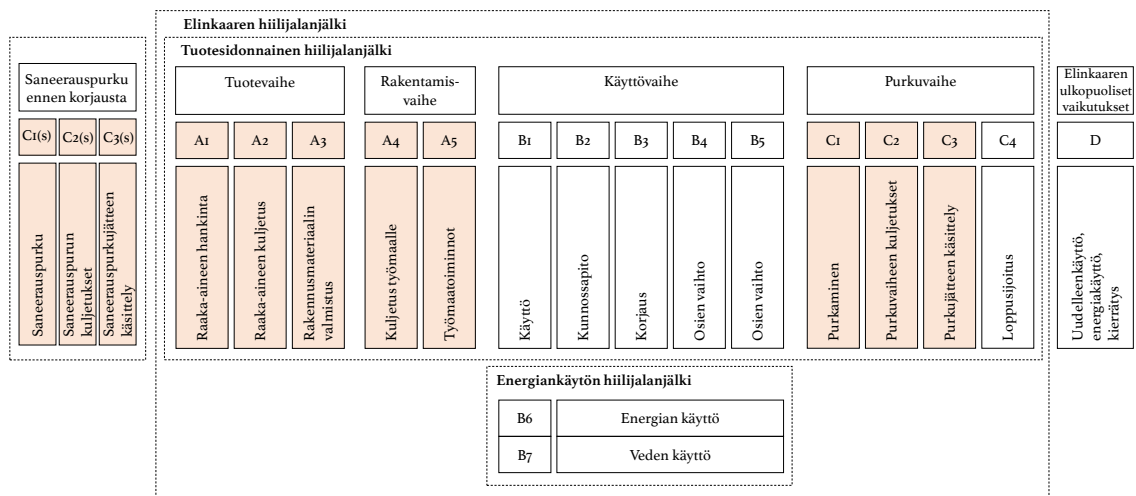 Elinkaaren hiilijalanjälki
Tuotesidonnainen hiilijalanjälki
Saneerauspurku
ennen korjausta
Tuotevaihe
Rakentamis-
vaihe
Käyttövaihe
Purkuvaihe
Elinkaaren
ulkopuoliset
vaikutukset
C1(s)
C2(s)
C3(s)
A1
A2
A3
A4
A5
B1
B2
B3
B4
B5
C1
C2
C3
C4
D
Saneerauspurku
Saneerauspurun
kuljetukset
Saneerauspurkujätteen
käsittely
Raaka-aineen hankinta
Raaka-aineen kuljetus
Rakennusmateriaalin
valmistus
Kuljetus työmaalle
Työmaatoiminnot
Käyttö
Kunnossapito
Korjaus
Osien vaihto
Osien vaihto
Purkaminen
Purkuvaiheen kuljetukset
Purkujätteen käsittely
Loppusijoitus
Uudelleenkäyttö,
energiakäyttö,
kierrätys
Energiankäytön hiilijalanjälki
B6
Energian käyttö
B7
Veden käyttö